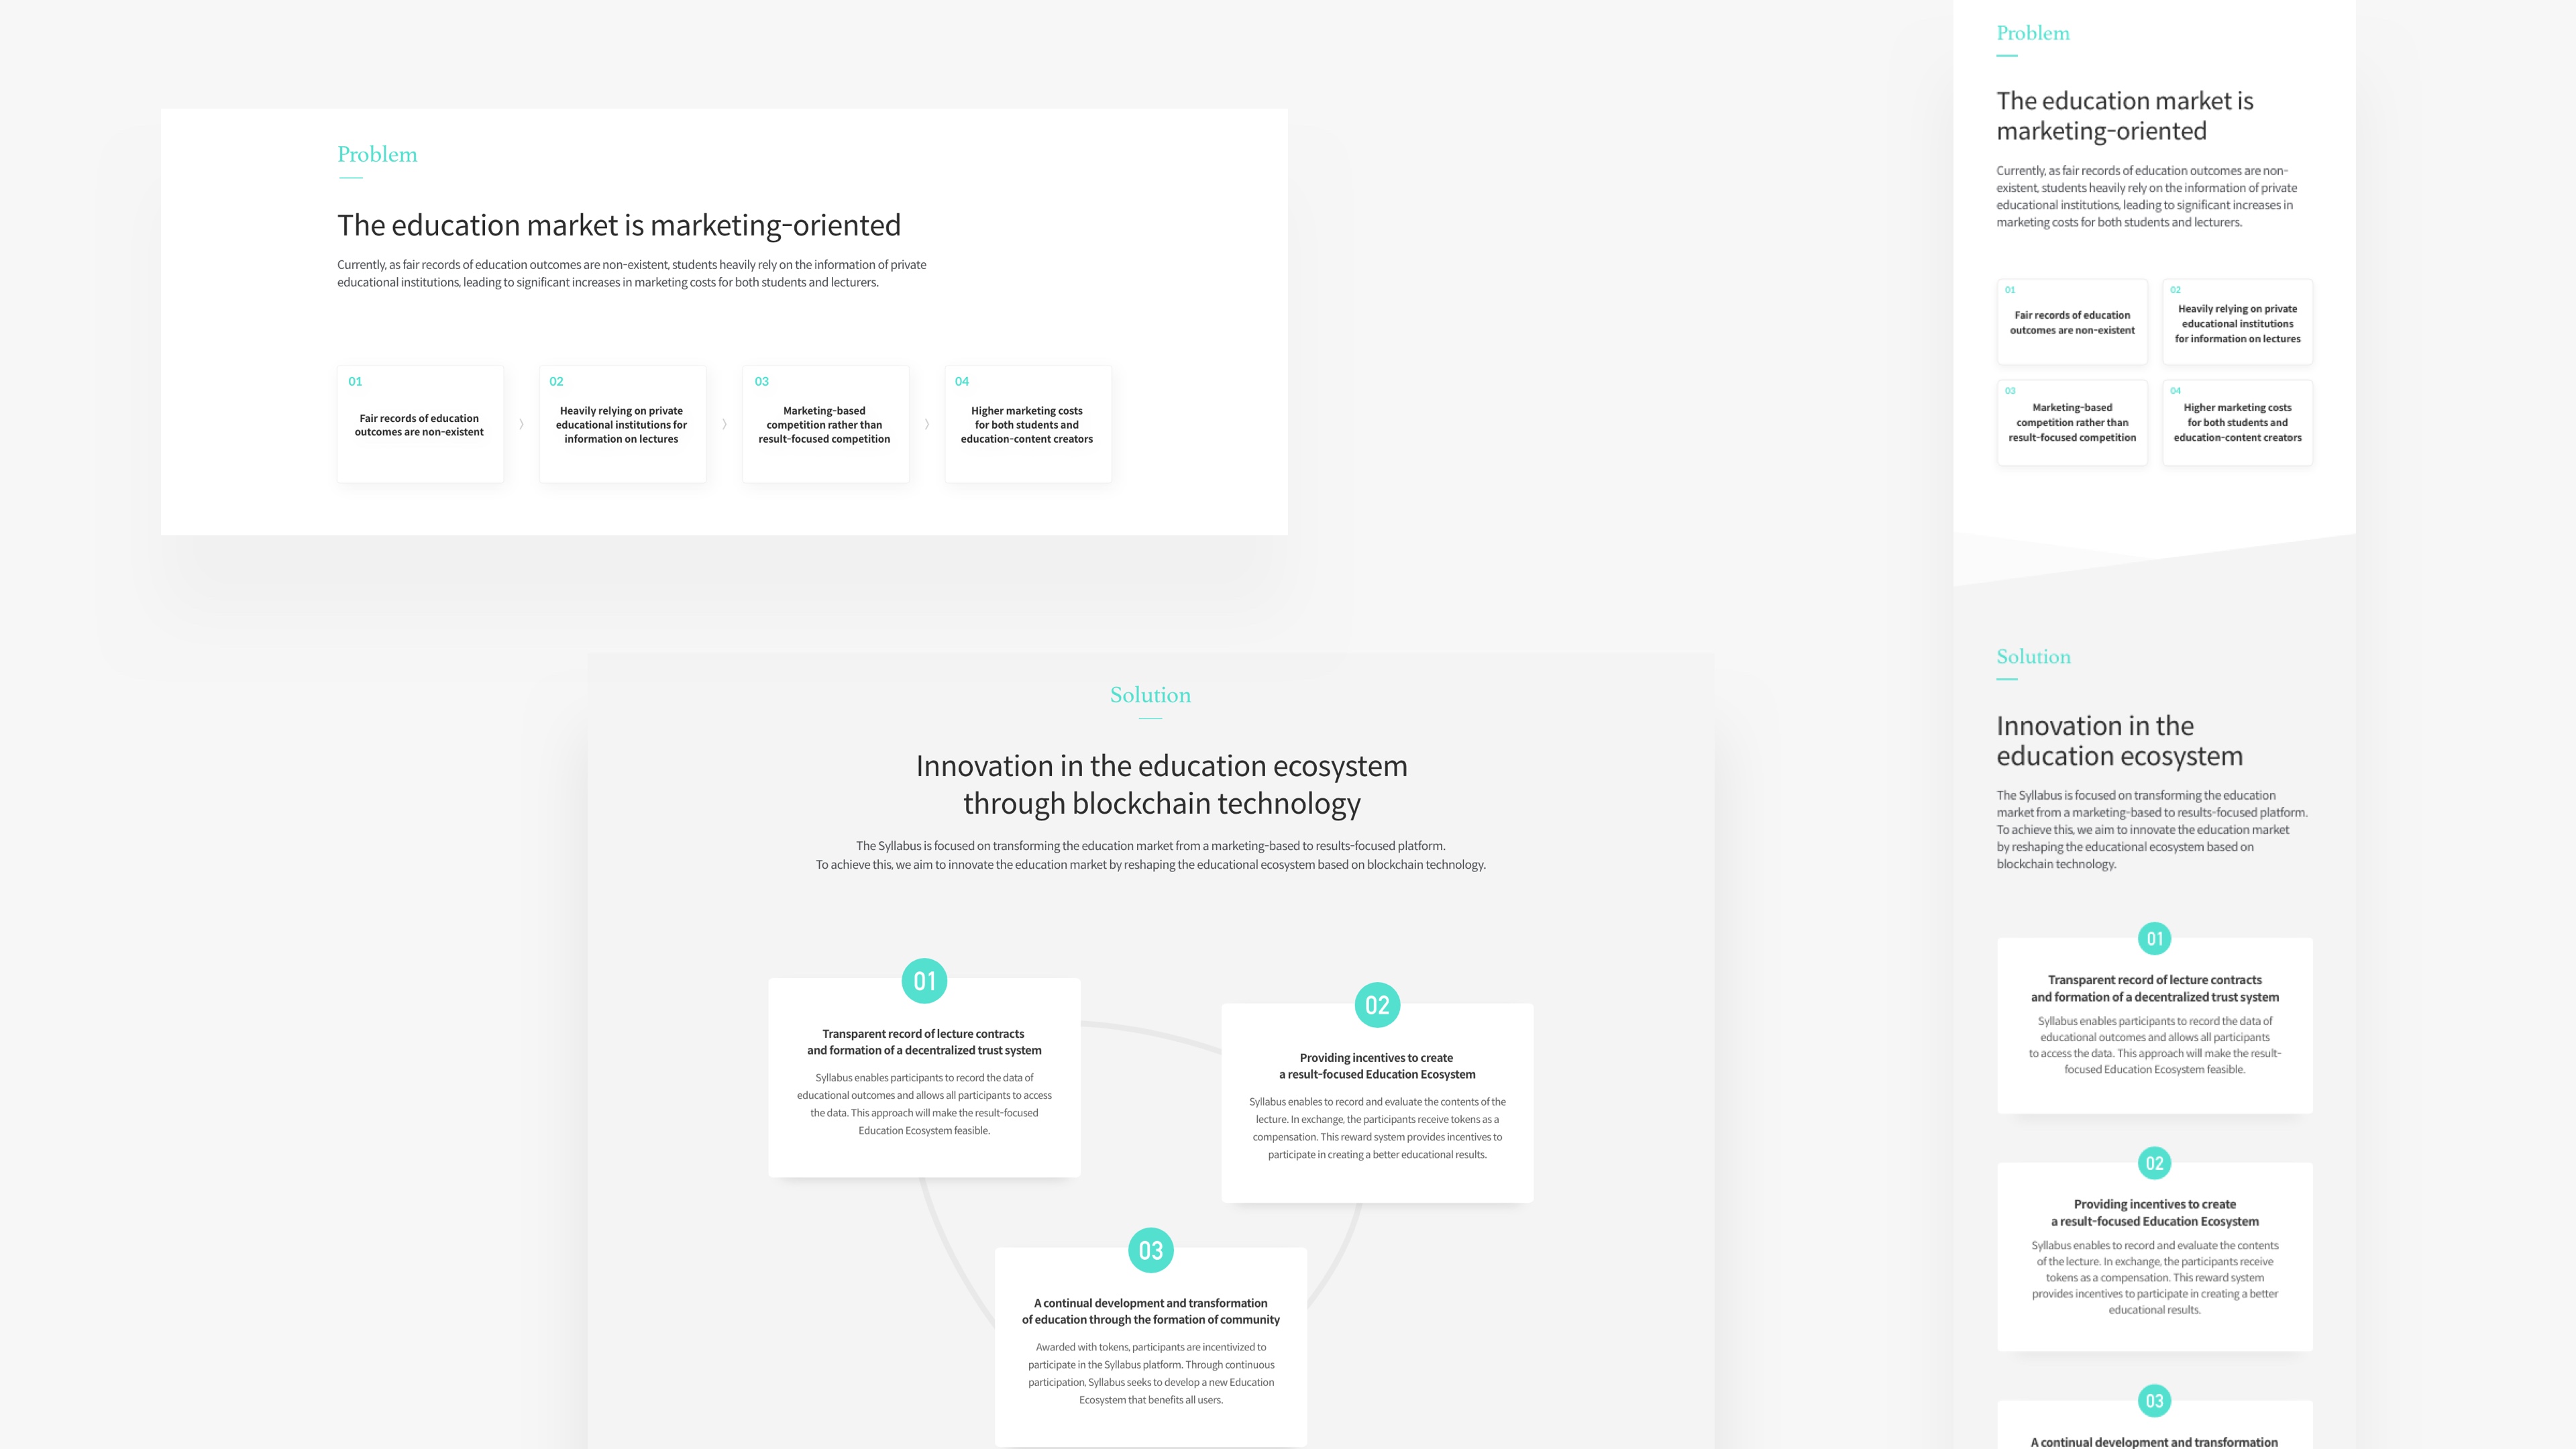 Problem
The education market is marketing-oriented
Currently, as fair records of education outcomes are non-existent, students heavily rely on the information of private
educational institutions, leading to significant increases in marketing costs for both students and lecturers.
01
Fair records of education
outcomes are non-existent
02
Heavily relying on private
educational institutions for
information on lectures
03
Marketing-based
competition rather than
result-focused competition
04
Higher marketing costs
for both students and
education-content creators
Solution
Innovation in the education ecosystem
through blockchain technology
The Syllabus is focused on transforming the education market from a marketing-based to results-focused platform.
To achieve this, we aim to innovate the education market by reshaping the educational ecosystem based on blockchain technology.
01
Transparent record of lecture contracts
and formation of a decentralized trust system
Syllabus enables participants to record the data of
educational outcomes and allows all participants to access
the data. This approach will make the result-focused
Education Ecosystem feasible.
02
Providing incentives to create
a result-focused Education Ecosystem
Syllabus enables to record and evaluate the contents of the
lecture. In exchange, the participants receive tokens as a
compensation. This reward system provides incentives to
participate in creating a better educational results.
03
A continual development and transformation
of education through the formation of community
Awarded with tokens, participants are incentivized to
participate in the Syllabus platform. Through continuous
participation, Syllabus seeks to develop a new Education
Ecosystem that benefits all users.
Problem
The education market is
marketing-oriented
Currently, as fair records of education outcomes are non-
existent, students heavily rely on the information of private
educational institutions, leading to significant increases in
marketing costs for both students and lecturers.
01
Fair records of education
outcomes are non-existent
02
Heavily relying on private
educational institutions
for information on lectures
03
Marketing-based
competition rather than
result-focused competition
04
Higher marketing costs
for both students and
education-content creators
Solution
Innovation in the
education ecosystem
The Syllabus is focused on transforming the education
market from a marketing-based to results-focused platform.
To achieve this, we aim to innovate the education market
by reshaping the educational ecosystem based on
blockchain technology.
01
Transparent record of lecture contracts
and formation of a decentralized trust system
Syllabus enables participants to record the data of
educational outcomes and allows all participants
to access the data. This approach will make the result-
focused Education Ecosystem feasible.
02
Providing incentives to create
a result-focused Education Ecosystem
Syllabus enables to record and evaluate the contents
of the lecture. In exchange, the participants receive
tokens as a compensation. This reward system
provides incentives to participate in creating a better
educational results.
03
A continual development and transformation